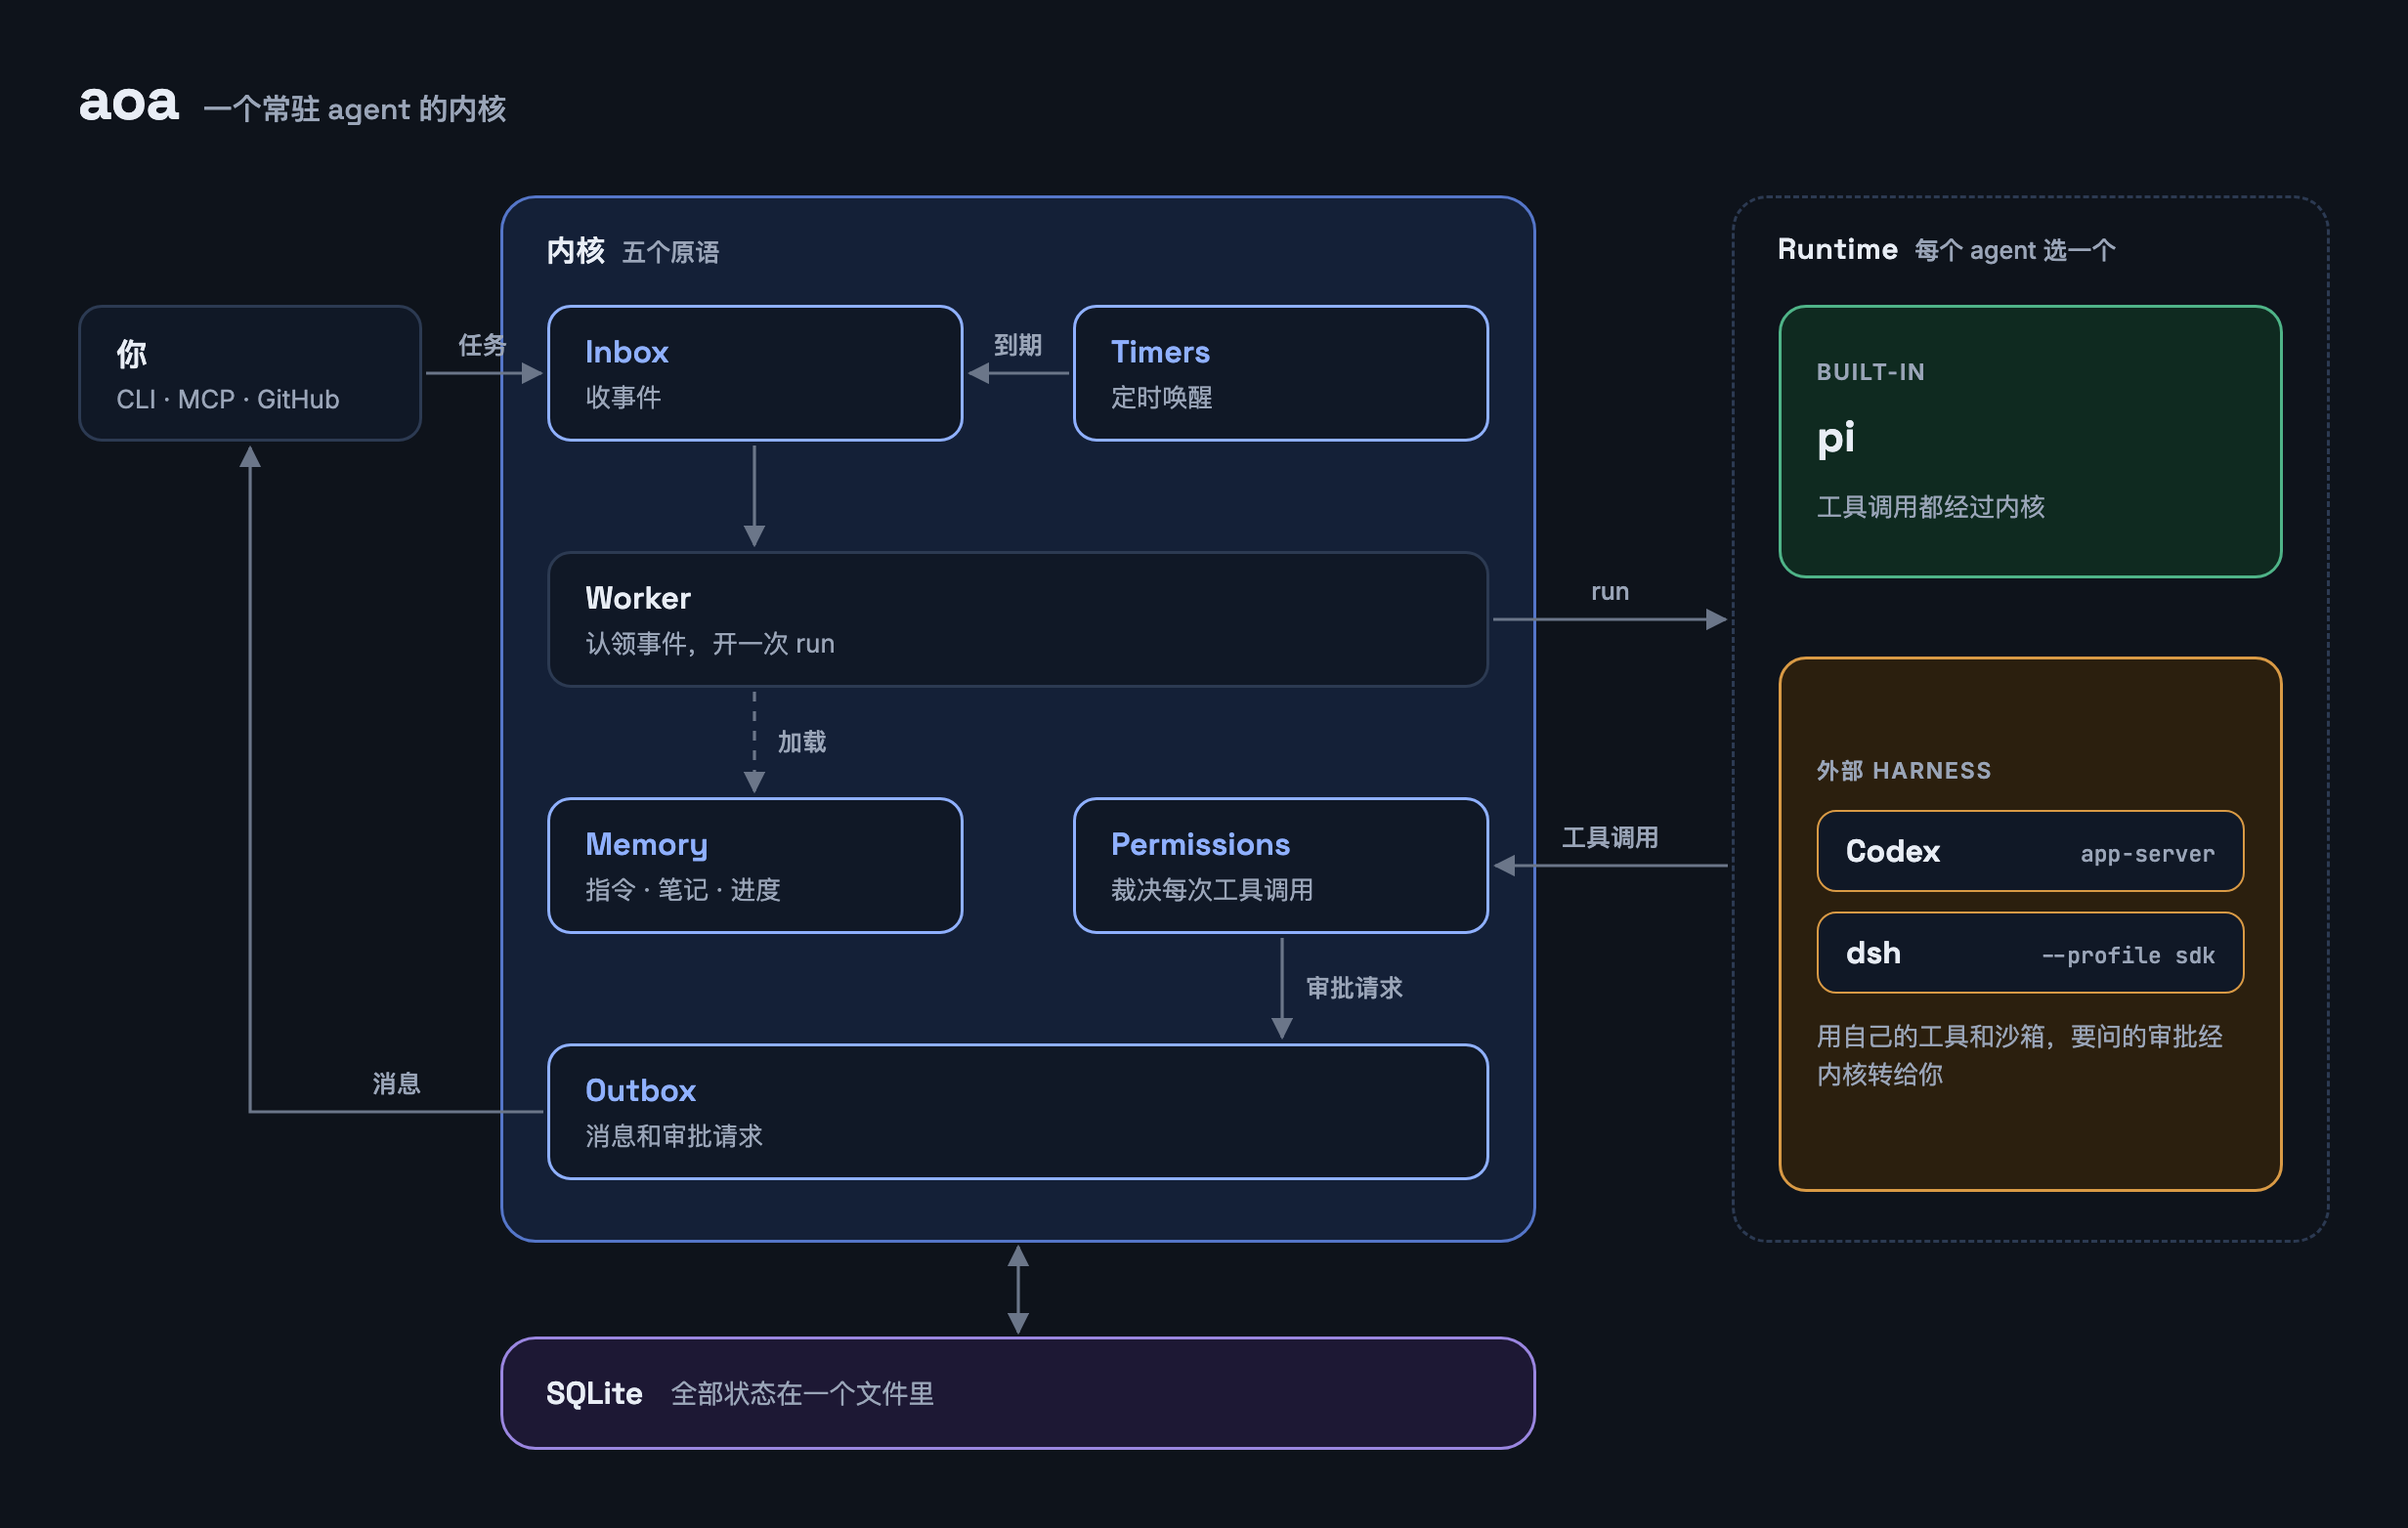 aoa 一个常驻 agent 的内核
内核 五个原语
Runtime 每个 agent 选一个
你
CLI · MCP · GitHub
任务
Inbox
收事件
到期
Timers
定时唤醒
BUILT-IN
pi
工具调用都经过内核
Worker
认领事件，开一次 run
run
加载
外部 HARNESS
Memory
指令 · 笔记 · 进度
Permissions
裁决每次工具调用
工具调用
Codex app-server
dsh --profile sdk
审批请求
用自己的工具和沙箱，要问的审批经
内核转给你
消息
Outbox
消息和审批请求
SQLite 全部状态在一个文件里